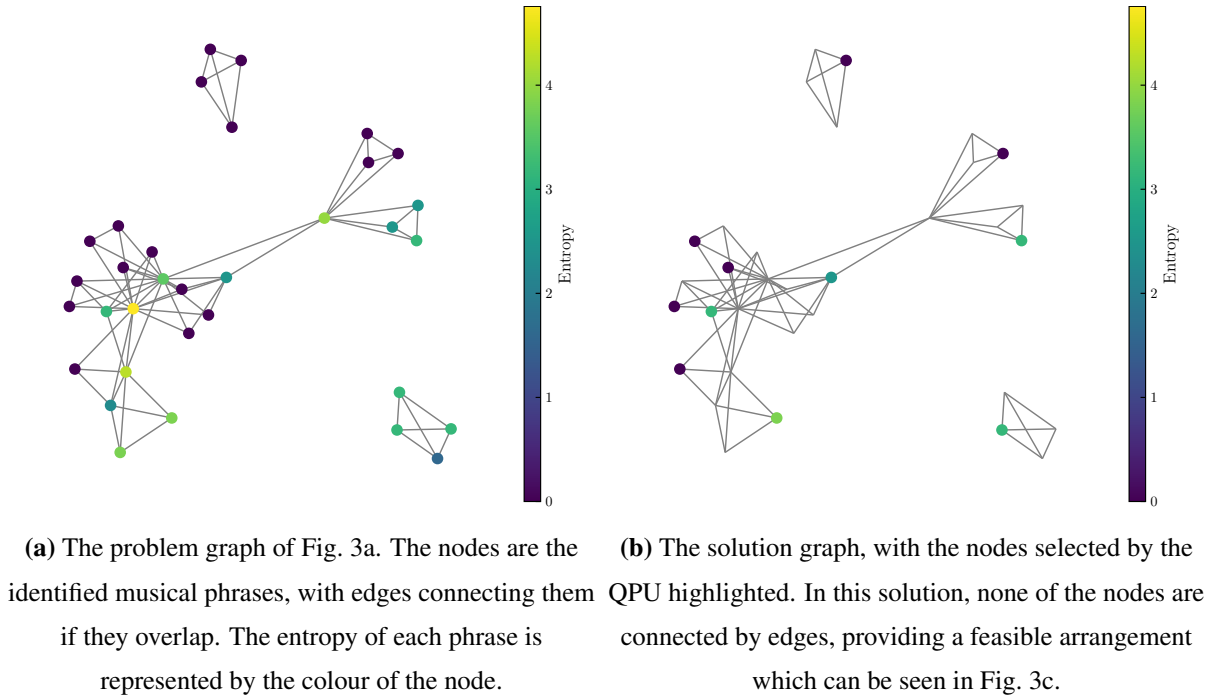 4
3
2
1
0
Entropy
4
3
2
1
0
Entropy
(a) The problem graph of Fig. 3a. The nodes are the
identified musical phrases, with edges connecting them
if they overlap. The entropy of each phrase is
represented by the colour of the node.
(b) The solution graph, with the nodes selected by the
QPU highlighted. In this solution, none of the nodes are
connected by edges, providing a feasible arrangement
which can be seen in Fig. 3c.